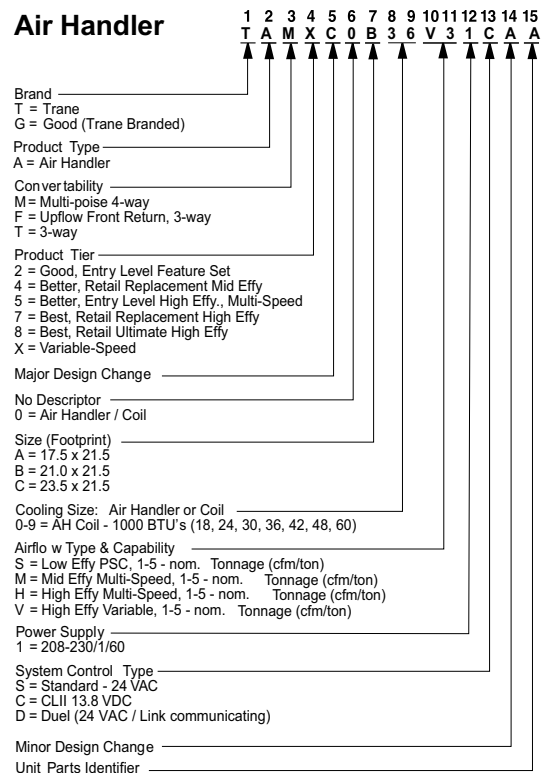 Air Handler
1 2 3 4 5 6 7 8 9 10 11 12 13 14 15
T A M X C 0 B 3 6 V 3 1 C A A
Brand
T = Trane
G = Good (Trane Branded)
Product Type
A = Air Handler
Convertability
M = Multi-poise 4-way
F = Upflow Front Return, 3-way
T = 3-way
Product Tier
2 = Good, Entry Level Feature Set
4 = Better, Retail Replacement Mid Effy
5 = Better, Entry Level High Effy., Multi-Speed
7 = Best, Retail Replacement High Effy
8 = Best, Retail Ultimate High Effy
X = Variable-Speed
Major Design Change
No Descriptor
0 = Air Handler / Coil
Size (Footprint)
A = 17.5 x 21.5
B = 21.0 x 21.5
C = 23.5 x 21.5
Cooling Size: Air Handler or Coil
0-9 = AH Coil - 1000 BTU's (18, 24, 30, 36, 42, 48, 60)
Airflo w Type & Capability
S = Low Effy PSC, 1-5 - nom. Tonnage (cfm/ton)
M = Mid Effy Multi-Speed, 1-5 - nom. Tonnage (cfm/ton)
H = High Effy Multi-Speed, 1-5 - nom. Tonnage (cfm/ton)
V = High Effy Variable, 1-5 - nom. Tonnage (cfm/ton)
Power Supply
1 = 208-230/1/60
System Control Type
S = Standard - 24 VAC
C = CLII 13.8 VDC
D = Duel (24 VAC / Link communicating)
Minor Design Change
Unit Parts Identifier